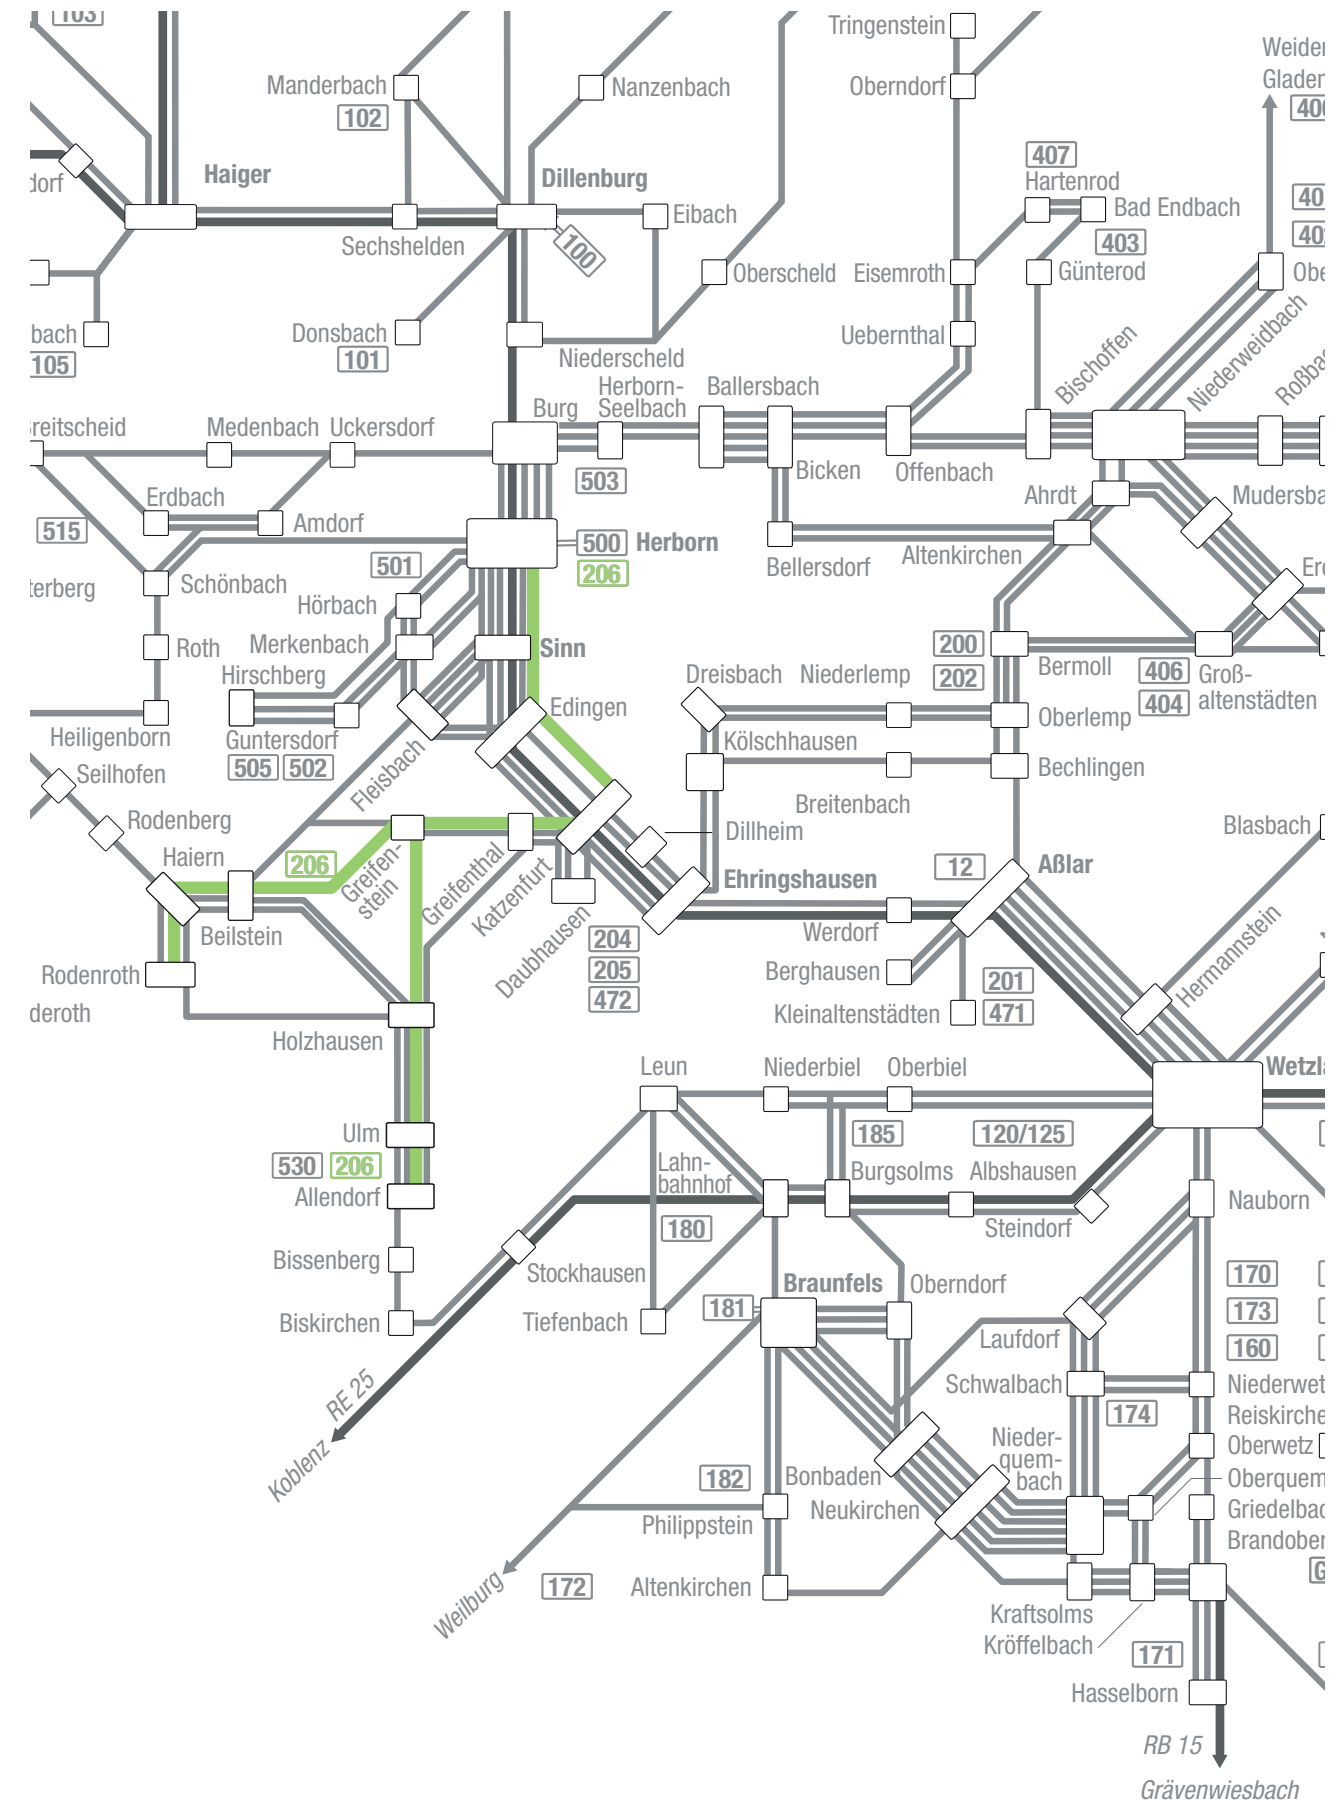 103
Tringenstein
Manderbach
Nanzenbach
Oberndorf
102
407
Hartenrod
Haiger
Dillenburg
Eibach
Bad Endbach
Sechshelden
100
403
Oberscheld
Eisemroth
Günterod
Donsbach
101
105
Niederscheld
Uebernthal
Bischoffen
Niederweidbach
Herborn-
Seelbach
Ballersbach
Burg
Medenbach
Uckersdorf
Bicken
Offenbach
503
Erdbach
Amdorf
515
Ahrdt
501
500
Herborn
206
Bellersdorf
Altenkirchen
Schönbach
Hörbach
Roth
Merkenbach
Sinn
200
202
Bermoll
406
404
Groß-
altenstädten
Hirschberg
Dreisbach
Niederlemp
Edingen
Oberlemp
Heiligenborn
Guntersdorf
505
502
Fleisbach
Kölschhausen
Bechlingen
Seilhofen
Breitenbach
Rodenberg
Dillheim
Blasbach
Haiern
206
Greifen-
stein
Greifenthal
Katzenfurt
Ehringshausen
12
Aßlar
Beilstein
Daubhausen
204
205
472
Werdorf
Berghausen
201
471
Kleinaltenstädten
Hermannstein
Rodenroth
Holzhausen
Leun
Niederbiel
Oberbiel
Ulm
530
206
Allendorf
185
120/125
Lahn-
bahnhof
Burgsolms
Albshausen
180
Steindorf
Nauborn
Bissenberg
Stockhausen
Braunfels
Oberndorf
170
173
160
Biskirchen
Tiefenbach
181
Laufdorf
RE 25
Koblenz
Schwalbach
174
Nieder-
quem-
bach
Oberwetz
182
Bonbaden
Neukirchen
Philippstein
172
Altenkirchen
Weilburg
Kraftsolms
Kröffelbach
171
Hasselborn
RB 15
Grävenwiesbach